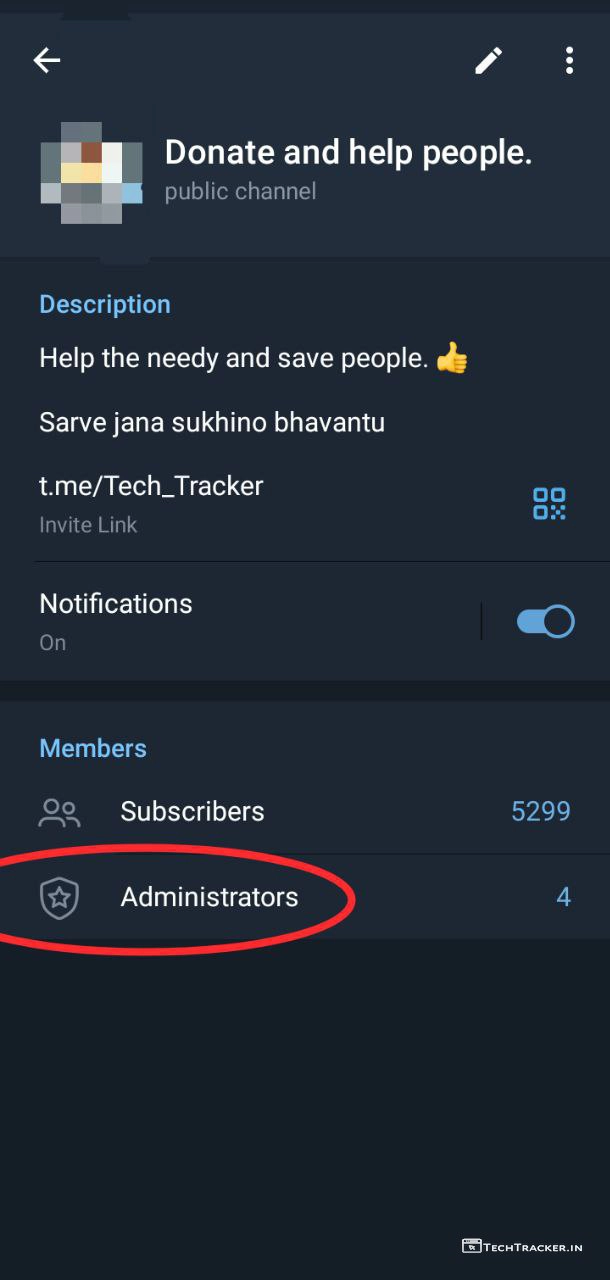 Donate and help people.
public channel
Description
Help the needy and save people. 👍
Sarve jana sukhino bhavantu
t.me/Tech_Tracker
Invite Link
Notifications
On
Members
Subscribers 5299
Administrators 4
TECHTRACKER.IN